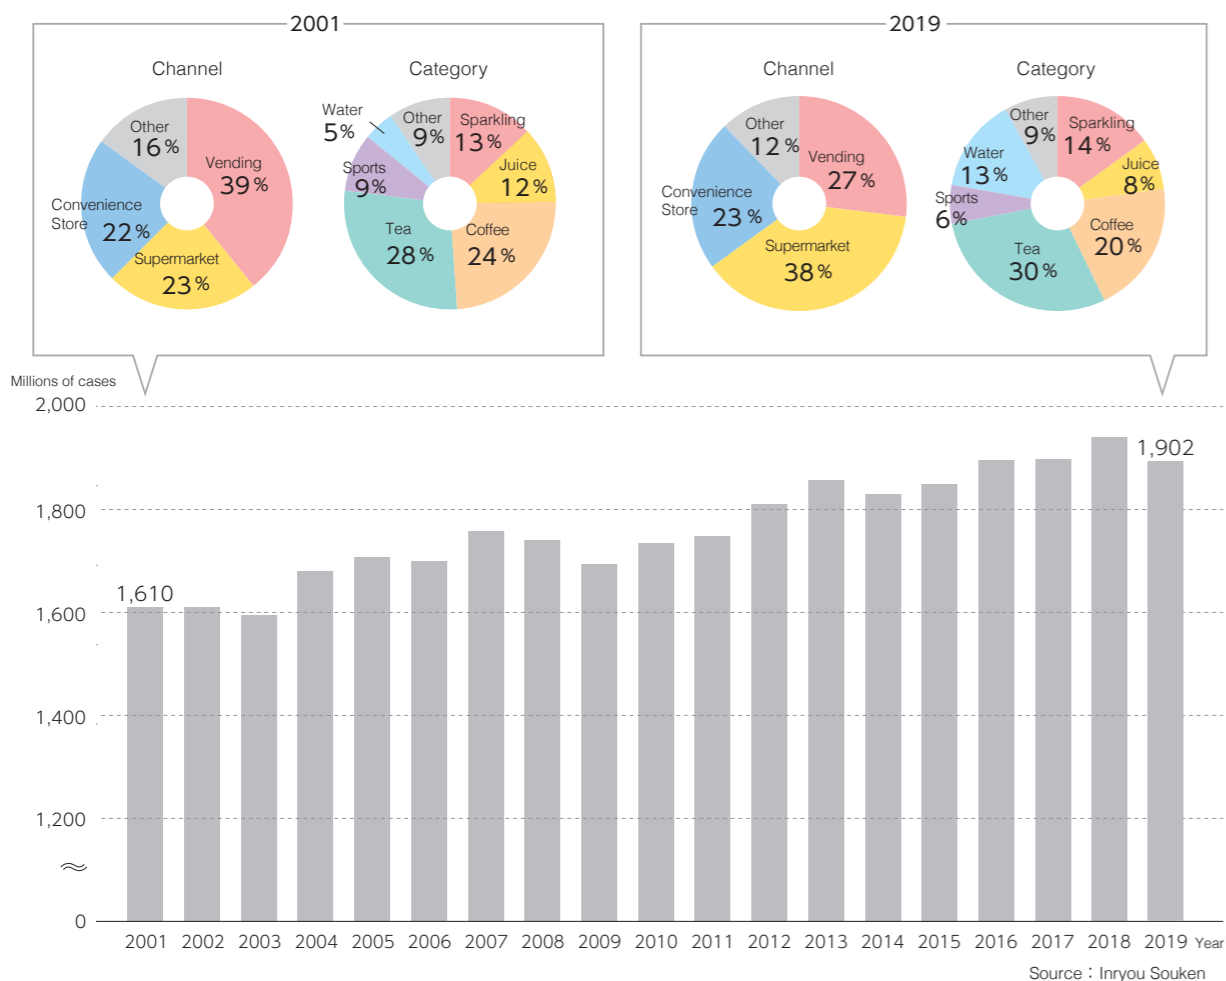 2001
Channel
Vending
39%
Supermarket
23%
Convenience
Store
22%
Other
16%
Category
Sparkling
13%
Juice
12%
Coffee
24%
Tea
28%
Sports
9%
Water
5%
Other
9%
2019
Channel
Vending
27%
Supermarket
38%
Convenience
Store
23%
Other
12%
Category
Sparkling
14%
Juice
8%
Coffee
20%
Tea
30%
Sports
6%
Water
13%
Other
9%
Millions of cases
2,000
1,800
1,600
1,400
1,200
0
1,610
1,902
2001 2002 2003 2004 2005 2006 2007 2008 2009 2010 2011 2012 2013 2014 2015 2016 2017 2018 2019 Year
Source：Inryou Souken